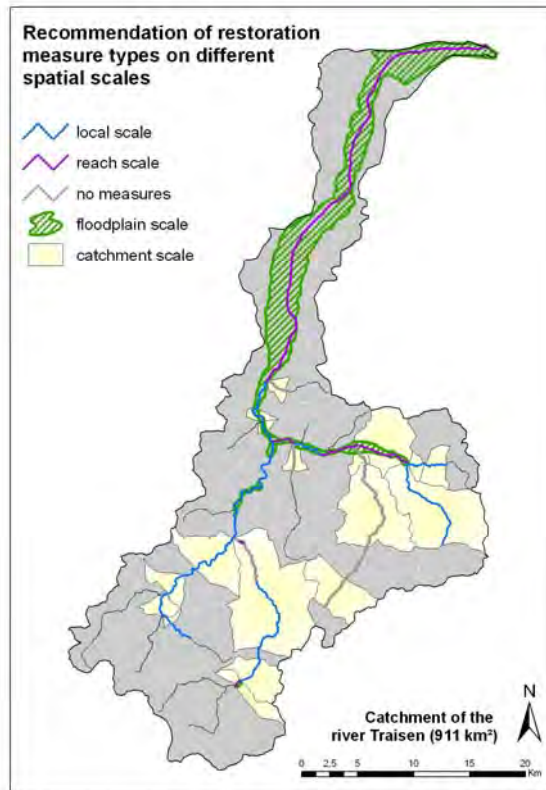 Recommendation of restoration
measure types on different
spatial scales
local scale
reach scale
no measures
floodplain scale
catchment scale
N
Catchment of the
river Traisen (911 km²)
0 2,5 5 10 15 20
Km